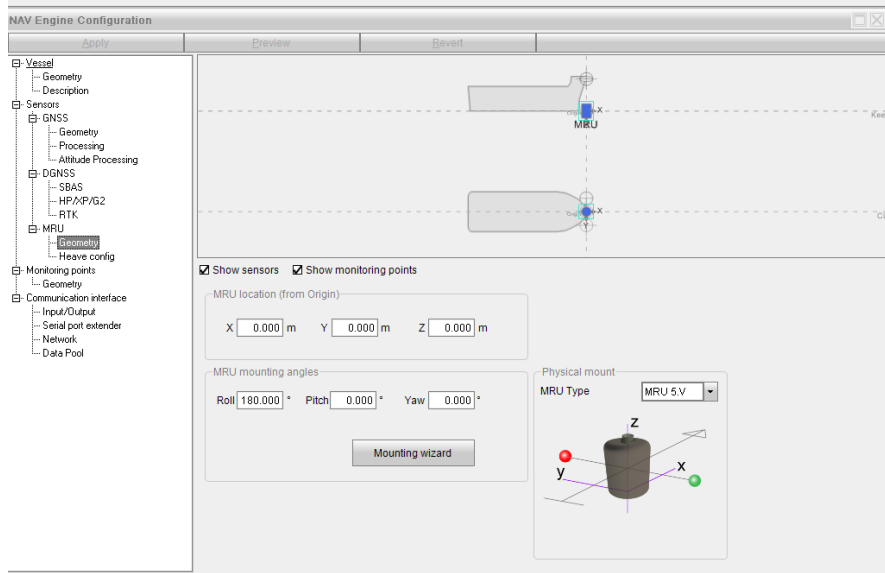 NAV Engine Configuration
Apply Preview Revert
Vessel
Geometry
Description
Sensors
GNSS
Geometry
Processing
Attitude Processing
DGNSS
SBAS
HP/XP/G2
RTK
MRU
Geometry
Heave config
Monitoring points
Geometry
Communication interface
Input/Output
Serial port extender
Network
Data Pool
X
MRU
Kee
X
Y
CL
Show sensors Show monitoring points
MRU location (from Origin)
X 0.000 m Y 0.000 m Z 0.000 m
MRU mounting angles
Roll 180.000 ° Pitch 0.000 ° Yaw 0.000 °
Mounting wizard
Physical mount
MRU Type MRU 5.V
z
y x